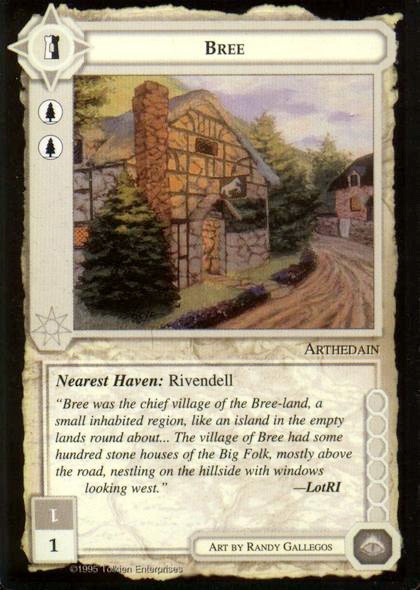 BREE
ARTHEDAIN
Nearest Haven: Rivendell
“Bree was the chief village of the Bree-land, a
small inhabited region, like an island in the empty
lands round about... The village of Bree had some
hundred stone houses of the Big Folk, mostly above
the road, nestling on the hillside with windows
looking west.” —LotRI
1
1
ART BY RANDY GALLEGOS
©1995 Tolkien Enterprises